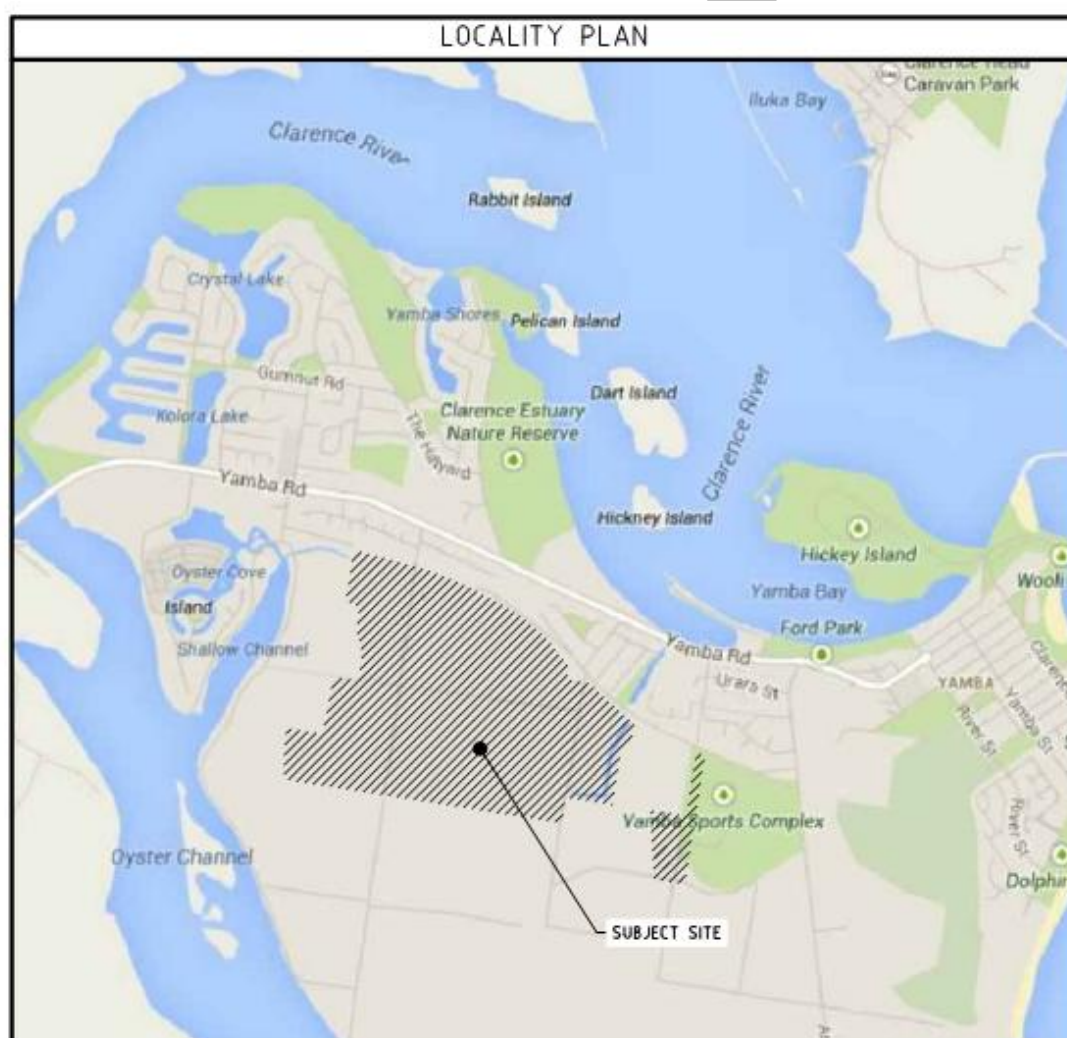 LOCALITY PLAN
Clarence Head
Caravan Park
Iluka Bay
Clarence River
Rabbit Island
Crystal Lake
Yamba Shores
Pelican Island
Gumnut Rd
Dart Island
Clarence River
Kolora Lake
Clarence Estuary
Nature Reserve
The Halyard
Yamba Rd
Hickney Island
Hickey Island
Oyster Cove
Island
Yamba Bay
Wooli
Ford Park
Shallow Channel
Yamba Rd
Urara St
YAMBA
River St
Yamba St
Yamba Sports Complex
River St
Oyster Channel
Dolphin
SUBJECT SITE